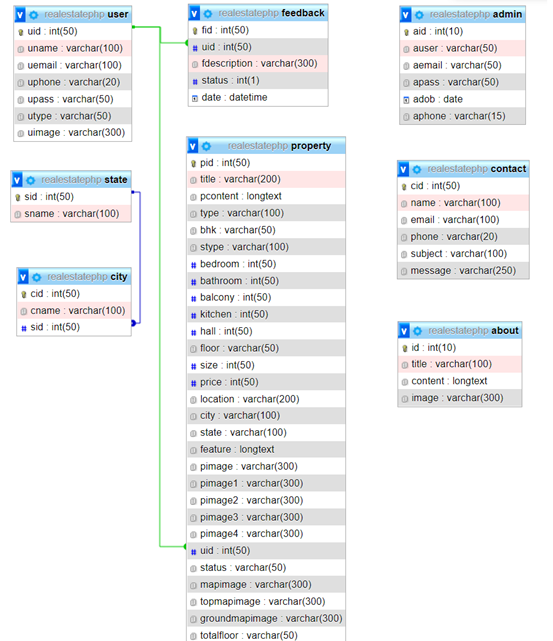 realestatephp user
uid : int(50)
uname : varchar(100)
uemail : varchar(100)
uphone : varchar(20)
upass : varchar(50)
utype : varchar(50)
uimage : varchar(300)
realestatephp feedback
fid : int(50)
uid : int(50)
fdescription : varchar(300)
status : int(1)
date : datetime
realestatephp admin
aid : int(10)
auser : varchar(50)
aemail : varchar(50)
apass : varchar(50)
adob : date
aphone : varchar(15)
realestatephp state
sid : int(50)
sname : varchar(100)
realestatephp city
cid : int(50)
cname : varchar(100)
sid : int(50)
realestatephp property
pid : int(50)
title : varchar(200)
pcontent : longtext
type : varchar(100)
bhk : varchar(50)
stype : varchar(100)
bedroom : int(50)
bathroom : int(50)
balcony : int(50)
kitchen : int(50)
hall : int(50)
floor : varchar(50)
size : int(50)
price : int(50)
location : varchar(200)
city : varchar(100)
state : varchar(100)
feature : longtext
pimage : varchar(300)
pimage1 : varchar(300)
pimage2 : varchar(300)
pimage3 : varchar(300)
pimage4 : varchar(300)
uid : int(50)
status : varchar(50)
mapimage : varchar(300)
topmapimage : varchar(300)
groundmapimage : varchar(300)
totalfloor : varchar(50)
realestatephp contact
cid : int(50)
name : varchar(100)
email : varchar(100)
phone : varchar(20)
subject : varchar(100)
message : varchar(250)
realestatephp about
id : int(10)
title : varchar(100)
content : longtext
image : varchar(300)